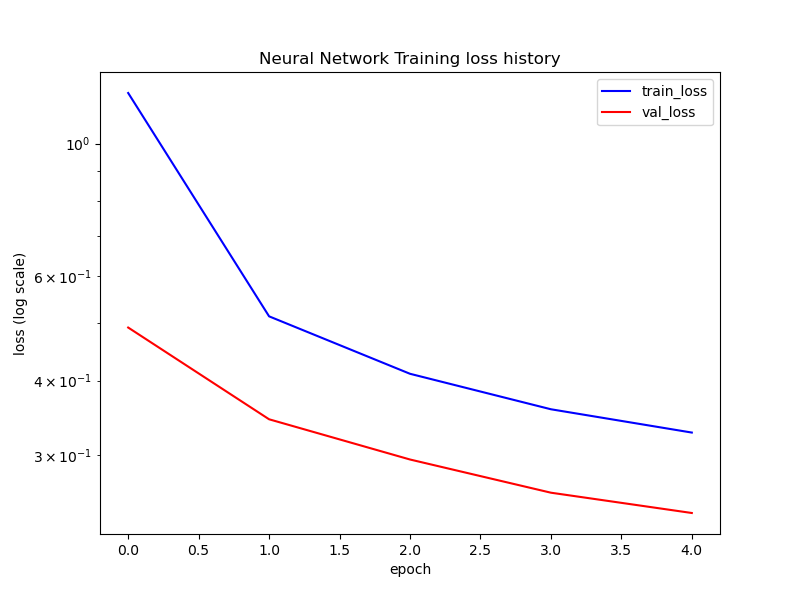 Neural Network Training loss history
train_loss
val_loss
loss (log scale)
10⁰
6 × 10⁻¹
4 × 10⁻¹
3 × 10⁻¹
0.0 0.5 1.0 1.5 2.0 2.5 3.0 3.5 4.0
epoch